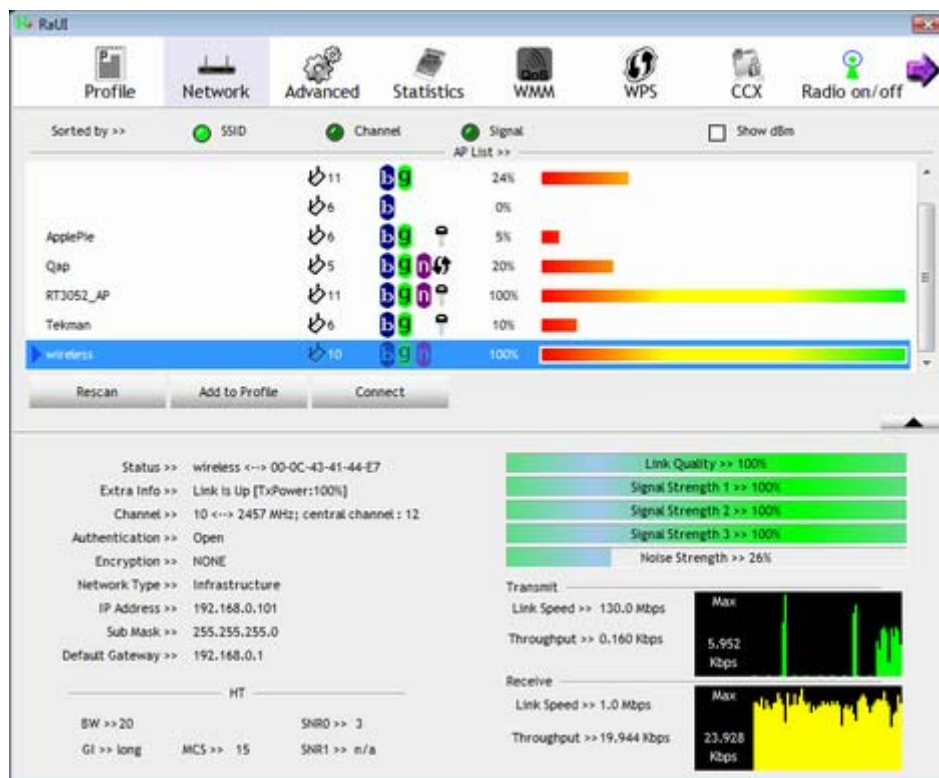 RaUI
Profile Network Advanced Statistics QoS WMM WPS CCX Radio on/off
Sorted by >> SSID Channel Signal Show dBm
AP List >>
11 b g 24%
6 b 0%
ApplePie 6 b g 5%
Qap 5 b g n 20%
RT3052_AP 11 b g n 100%
Tekman 6 b g 10%
wireless 10 b g n 100%
Rescan Add to Profile Connect
Status >> wireless <--> 00-0C-43-41-44-E7
Extra Info >> Link is Up [TxPower:100%]
Channel >> 10 <--> 2457 MHz; central channel : 12
Authentication >> Open
Encryption >> NONE
Network Type >> Infrastructure
IP Address >> 192.168.0.101
Sub Mask >> 255.255.255.0
Default Gateway >> 192.168.0.1
HT
BW >> 20 SNR0 >> 3
GI >> long MCS >> 15 SNR1 >> n/a
Link Quality >> 100%
Signal Strength 1 >> 100%
Signal Strength 2 >> 100%
Signal Strength 3 >> 100%
Noise Strength >> 26%
Transmit
Link Speed >> 130.0 Mbps
Throughput >> 0.160 Kbps
Max
5.952
Kbps
Receive
Link Speed >> 1.0 Mbps
Throughput >> 19.944 Kbps
Max
23.928
Kbps